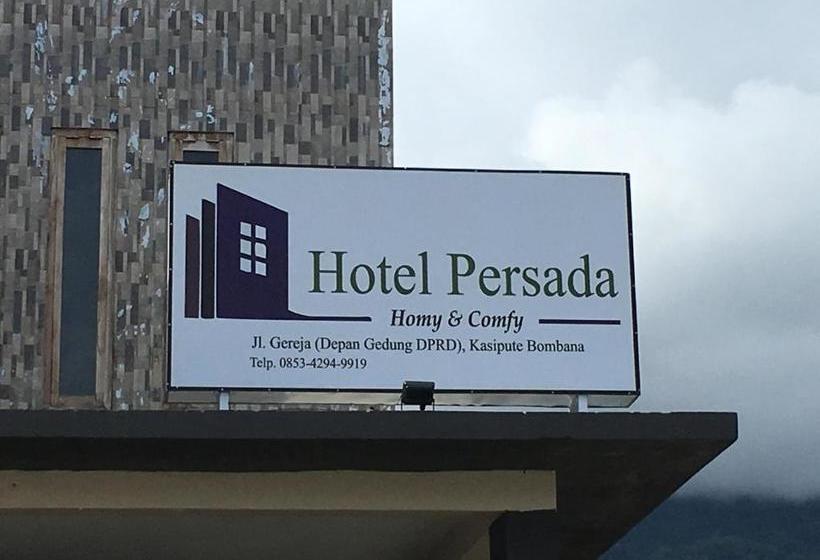 Hotel Persada
Homy & Comfy
Jl. Gereja (Depan Gedung DPRD), Kasipute Bombana
Telp. 0853-4294-9919